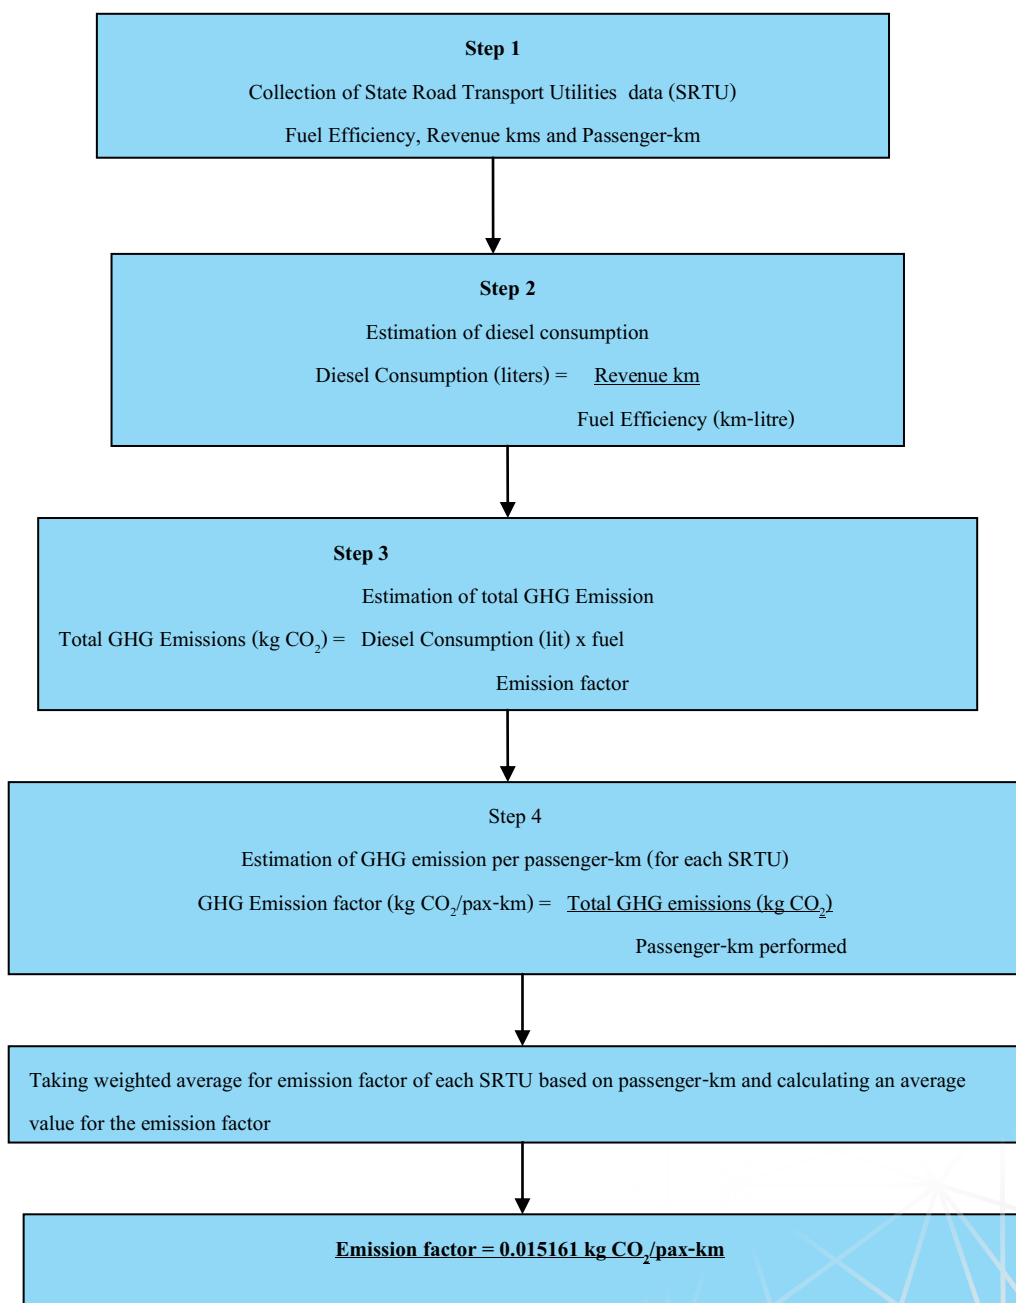 Step 1
Collection of State Road Transport Utilities data (SRTU)
Fuel Efficiency, Revenue kms and Passenger-km
Step 2
Estimation of diesel consumption
Diesel Consumption (liters) = Revenue km
Fuel Efficiency (km-litre)
Step 3
Estimation of total GHG Emission
Total GHG Emissions (kg CO₂) = Diesel Consumption (lit) x fuel
Emission factor
Step 4
Estimation of GHG emission per passenger-km (for each SRTU)
GHG Emission factor (kg CO₂/pax-km) = Total GHG emissions (kg CO₂)
Passenger-km performed
Taking weighted average for emission factor of each SRTU based on passenger-km and calculating an average
value for the emission factor
Emission factor = 0.015161 kg CO₂/pax-km